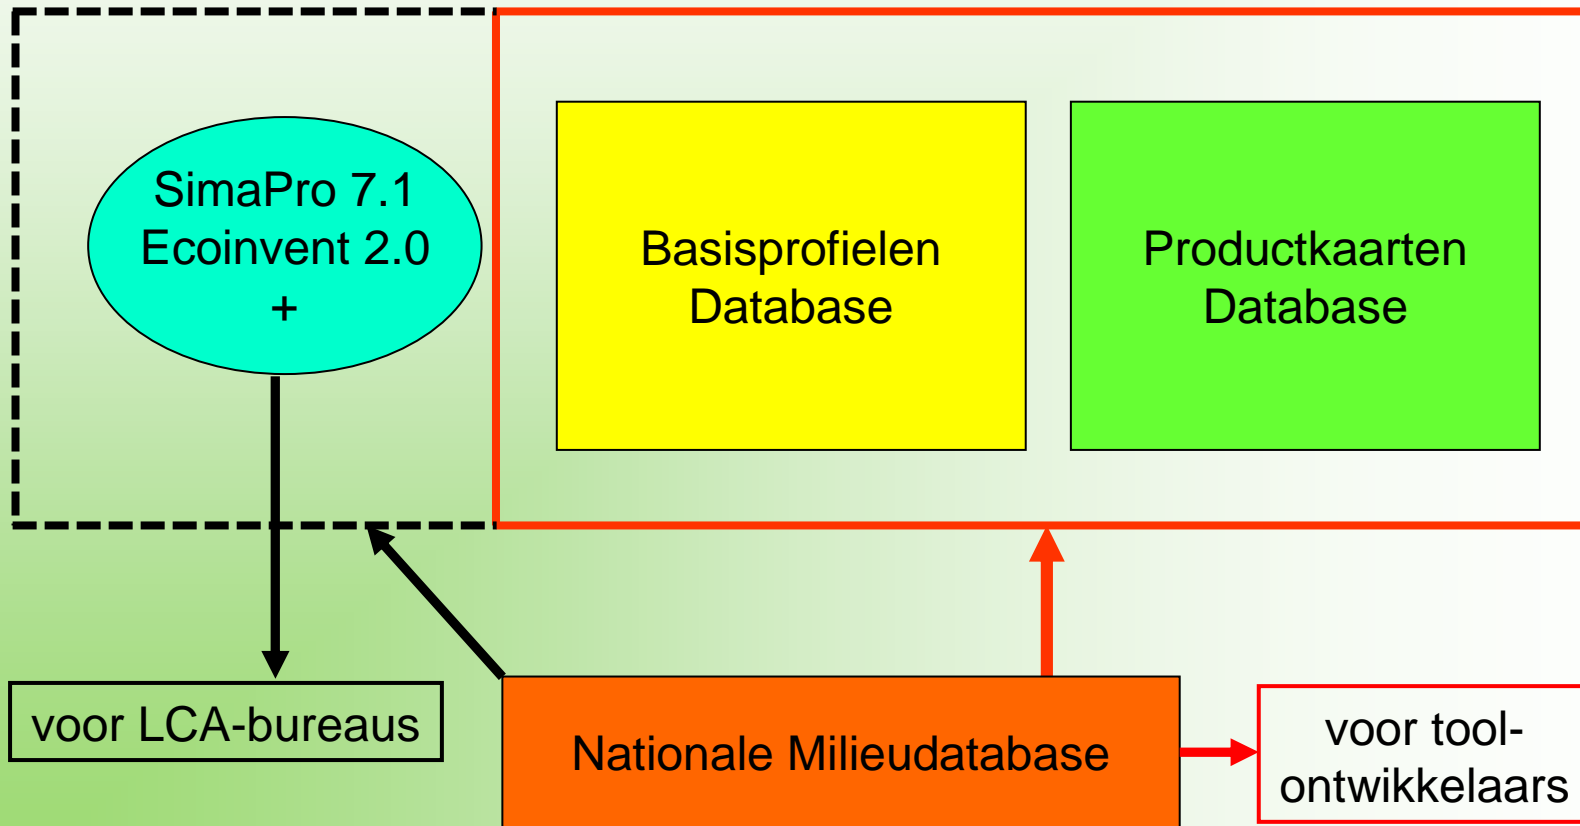 SimaPro 7.1
Ecoinvent 2.0
+
Basisprofielen
Database
Productkaarten
Database
voor LCA-bureaus
Nationale Milieudatabase
voor tool-
ontwikkelaars